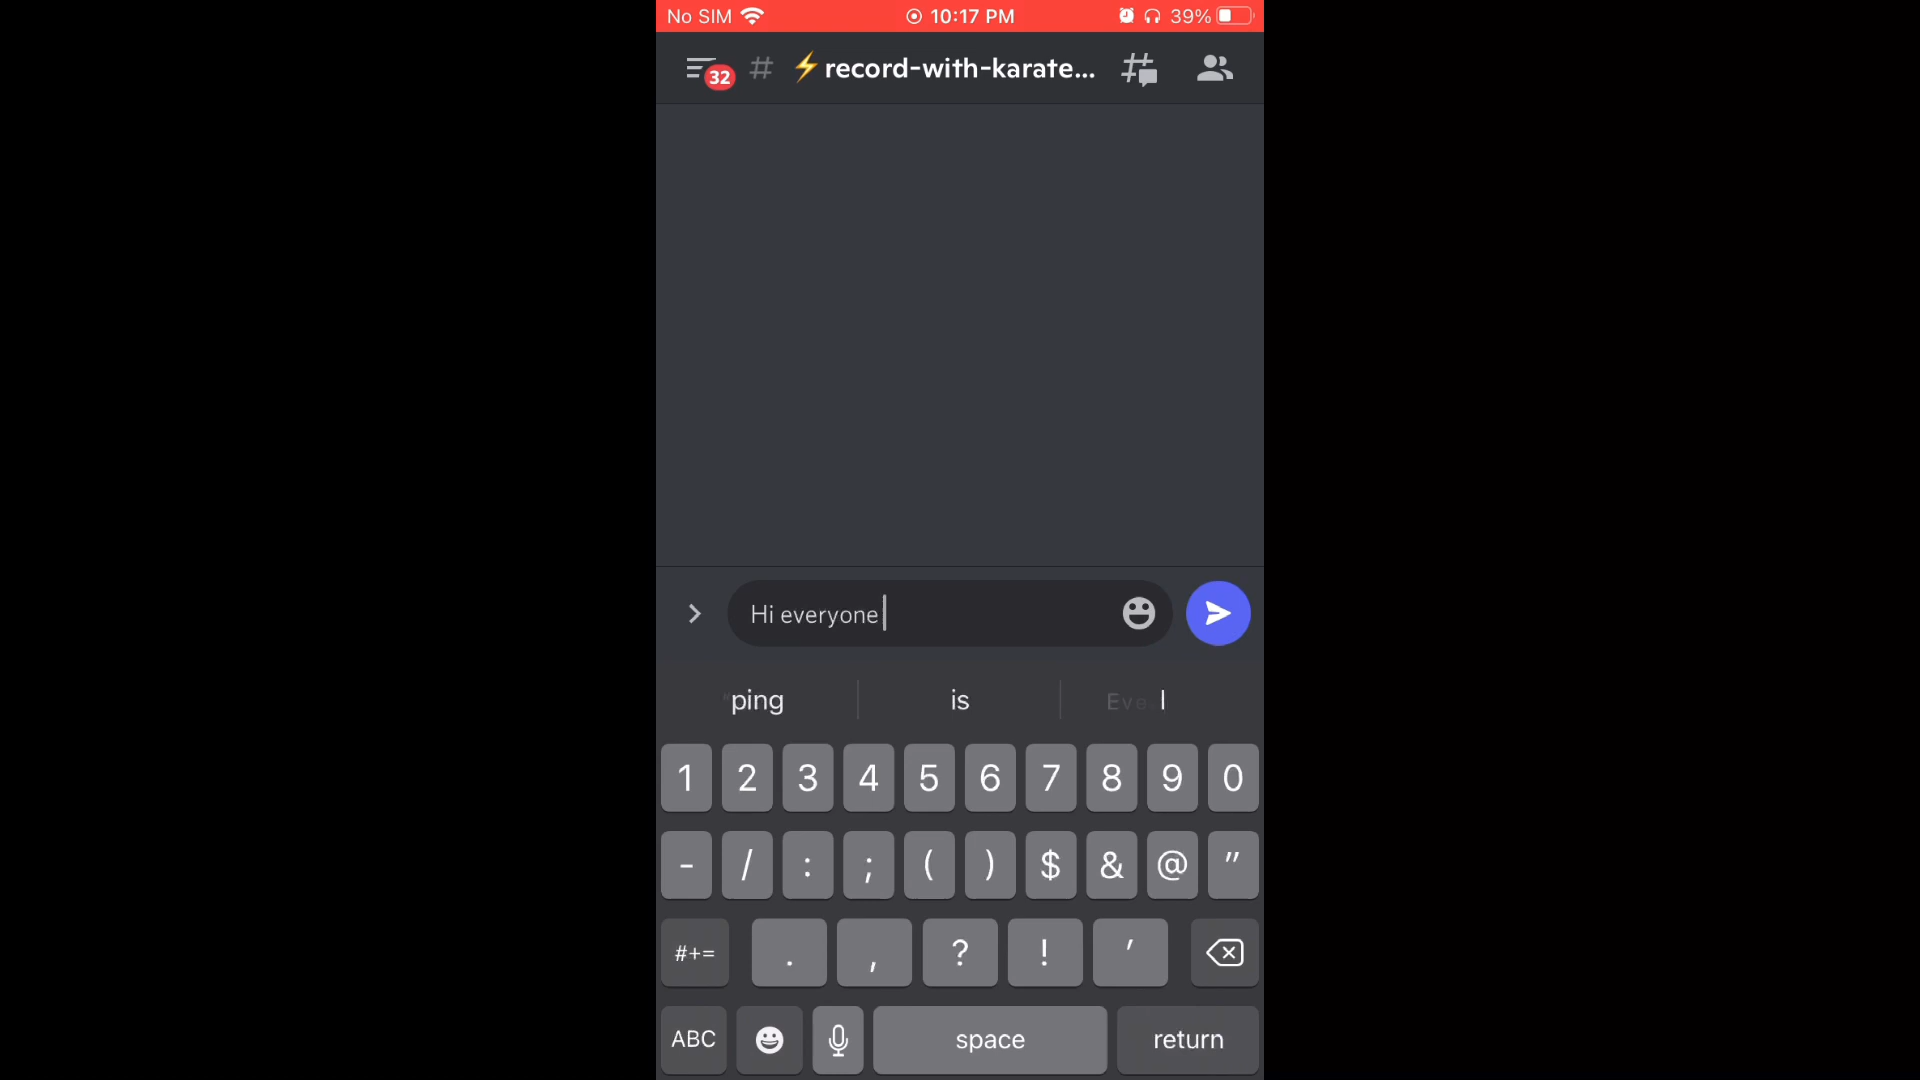 No SIM 10:17 PM 39%
32 # ⚡record-with-karate...
Hi everyone
ping is I
1 2 3 4 5 6 7 8 9 0
- / : ; ( ) $ & @ "
#+= . , ? ! '
ABC space return